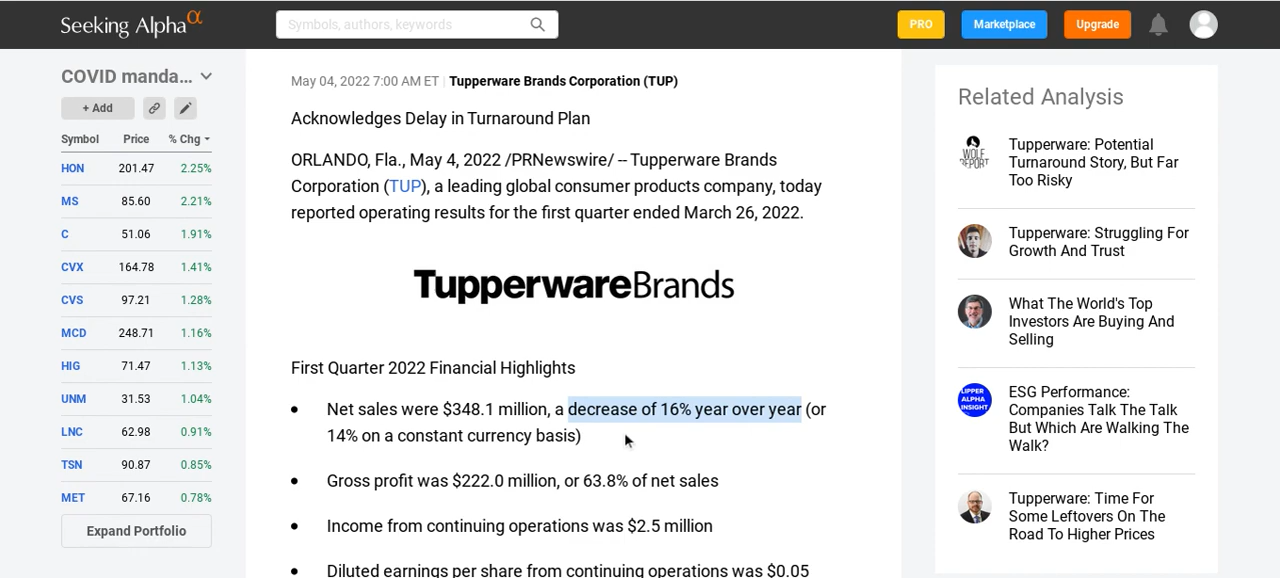 Seeking Alphaα
Symbols, authors, keywords
PRO
Marketplace
Upgrade
COVID manda...
+ Add
Symbol Price % Chg
HON 201.47 2.25%
MS 85.60 2.21%
C 51.06 1.91%
CVX 164.78 1.41%
CVS 97.21 1.28%
MCD 248.71 1.16%
HIG 71.47 1.13%
UNM 31.53 1.04%
LNC 62.98 0.91%
TSN 90.87 0.85%
MET 67.16 0.78%
Expand Portfolio
May 04, 2022 7:00 AM ET | Tupperware Brands Corporation (TUP)
Acknowledges Delay in Turnaround Plan
ORLANDO, Fla., May 4, 2022 /PRNewswire/ -- Tupperware Brands
Corporation (TUP), a leading global consumer products company, today
reported operating results for the first quarter ended March 26, 2022.
TupperwareBrands
First Quarter 2022 Financial Highlights
• Net sales were $348.1 million, a decrease of 16% year over year (or
14% on a constant currency basis)
• Gross profit was $222.0 million, or 63.8% of net sales
• Income from continuing operations was $2.5 million
• Diluted earnings per share from continuing operations was $0.05
Related Analysis
WOLF
REPORT
Tupperware: Potential
Turnaround Story, But Far
Too Risky
Tupperware: Struggling For
Growth And Trust
What The World's Top
Investors Are Buying And
Selling
LIPPER
ALPHA
INSIGHT
ESG Performance:
Companies Talk The Talk
But Which Are Walking The
Walk?
Tupperware: Time For
Some Leftovers On The
Road To Higher Prices